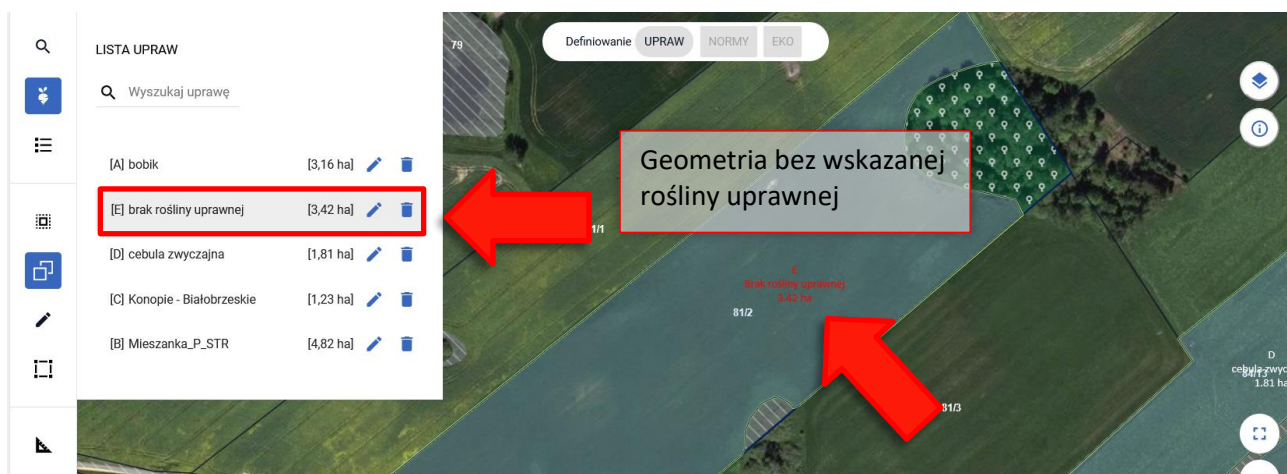 LISTA UPRAW
Wyszukaj uprawę
[A] bobik [3,16 ha]
[E] brak rośliny uprawnej [3,42 ha]
[D] cebula zwyczajna [1,81 ha]
[C] Konopie - Białobrzeskie [1,23 ha]
[B] Mieszanka_P_STR [4,82 ha]
79
Definiowanie UPRAW NORMY EKO
Geometria bez wskazanej
rośliny uprawnej
1/1
E
Brak rośliny uprawnej
3.42 ha
81/2
81/3
D
1.81 ha